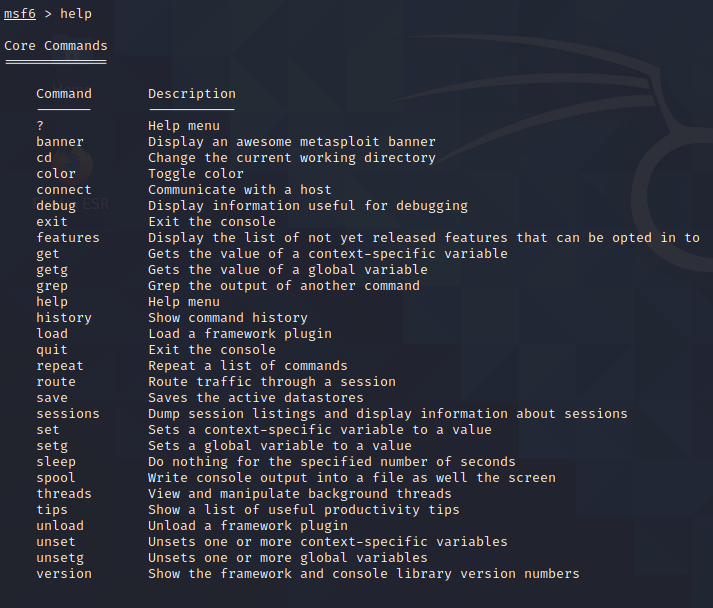 msf6 > help
Core Commands
=============
Command Description
------- -----------
? Help menu
banner Display an awesome metasploit banner
cd Change the current working directory
color Toggle color
connect Communicate with a host
debug Display information useful for debugging
exit Exit the console
features Display the list of not yet released features that can be opted in to
get Gets the value of a context-specific variable
getg Gets the value of a global variable
grep Grep the output of another command
help Help menu
history Show command history
load Load a framework plugin
quit Exit the console
repeat Repeat a list of commands
route Route traffic through a session
save Saves the active datastores
sessions Dump session listings and display information about sessions
set Sets a context-specific variable to a value
setg Sets a global variable to a value
sleep Do nothing for the specified number of seconds
spool Write console output into a file as well the screen
threads View and manipulate background threads
tips Show a list of useful productivity tips
unload Unload a framework plugin
unset Unsets one or more context-specific variables
unsetg Unsets one or more global variables
version Show the framework and console library version numbers